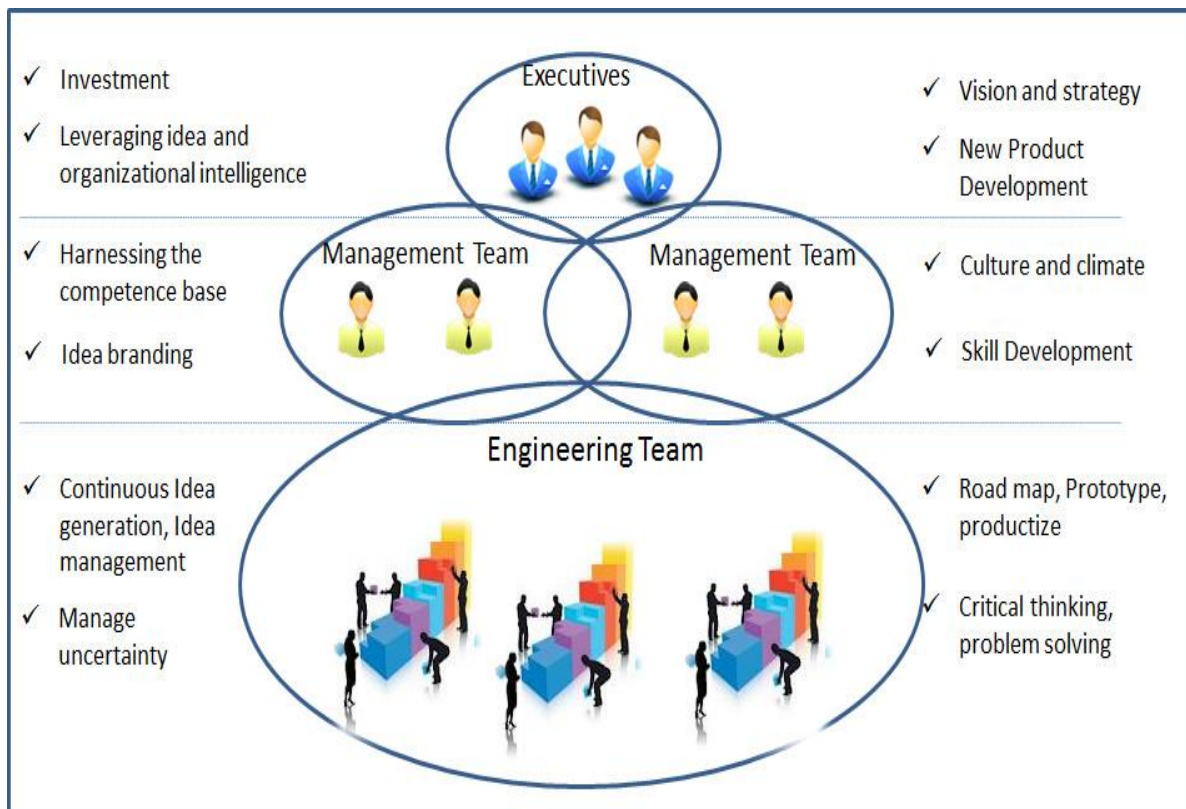 Executives
Investment
Leveraging idea and
organizational intelligence
Vision and strategy
New Product
Development
Management Team
Management Team
Harnessing the
competence base
Idea branding
Culture and climate
Skill Development
Engineering Team
Continuous Idea
generation, Idea
management
Manage
uncertainty
Road map, Prototype,
productize
Critical thinking,
problem solving